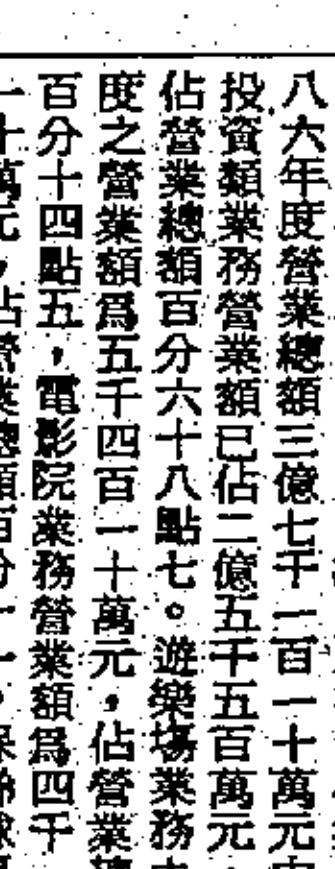 八六年度營業總額三億七千一百一十萬元
投資類業務營業額已佔二億五千五百萬元，
佔營業總額百分六十八點七。遊樂場業務
度之營業額爲五千四百一十萬元，佔營業
百分十四點五，電影院業務營業額爲四千
一十萬元，佔營業總額百分十一，保齡球